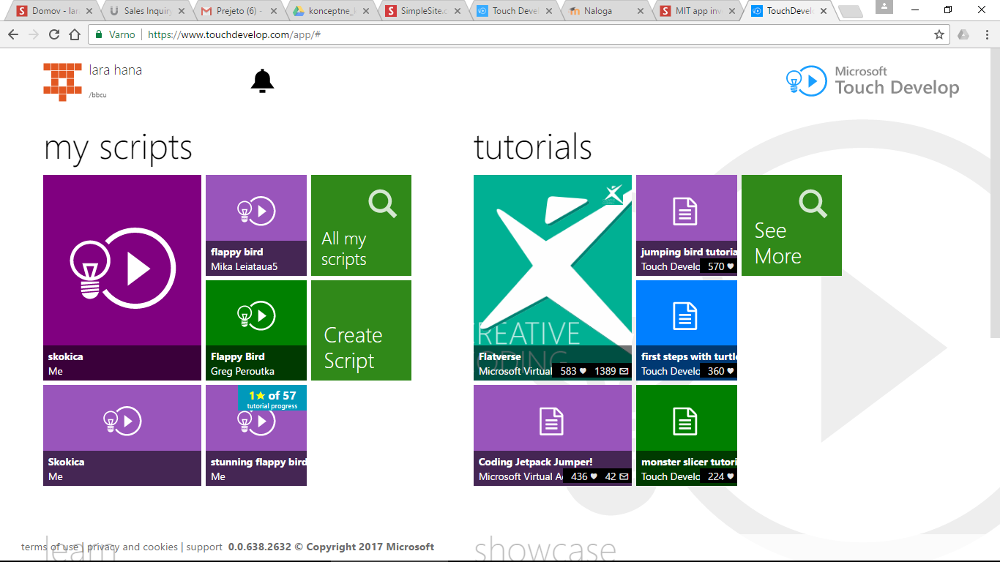 Domov - lar
Sales Inquiry
Prejeto (6) -
konceptne_
SimpleSite.c
Touch Devel
Naloga
MIT app inv
TouchDevelo
Varno
https://www.touchdevelop.com/app/#
lara hana
/bbcu
Microsoft
Touch Develop
my scripts
skokica
Me
flappy bird
Mika Leiataua5
All my
scripts
Flappy Bird
Greg Peroutka
Create
Script
Skokica
Me
1★ of 57
tutorial progress
stunning flappy bird
Me
tutorials
CREATIVE
CODING
Flatverse
Microsoft Virtual
583 ♥ 1389
jumping bird tutoria
Touch Develo
570 ♥
See
More
first steps with turtle
Touch Develo
360 ♥
Coding Jetpack Jumper!
Microsoft Virtual A
436 ♥ 42
monster slicer tutori
Touch Develo
224 ♥
learn
showcase
terms of use | privacy and cookies | support 0.0.638.2632 © Copyright 2017 Microsoft